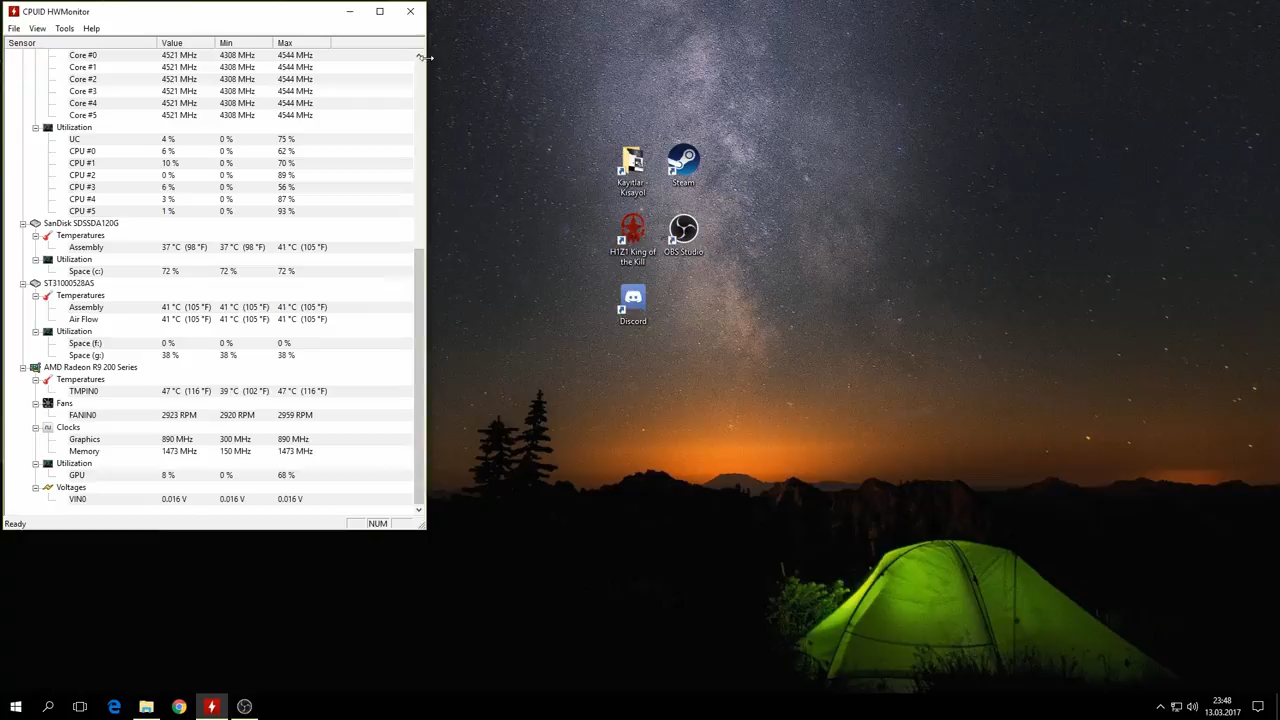 CPUID HWMonitor
File View Tools Help
Sensor Value Min Max
Core #0 4521 MHz 4308 MHz 4544 MHz
Core #1 4521 MHz 4308 MHz 4544 MHz
Core #2 4521 MHz 4308 MHz 4544 MHz
Core #3 4521 MHz 4308 MHz 4544 MHz
Core #4 4521 MHz 4308 MHz 4544 MHz
Core #5 4521 MHz 4308 MHz 4544 MHz
Utilization
UC 4 % 0 % 75 %
CPU #0 6 % 0 % 62 %
CPU #1 10 % 0 % 70 %
CPU #2 0 % 0 % 89 %
CPU #3 6 % 0 % 56 %
CPU #4 3 % 0 % 87 %
CPU #5 1 % 0 % 93 %
SanDisk SDSSDA120G
Temperatures
Assembly 37 °C (98 °F) 37 °C (98 °F) 41 °C (105 °F)
Utilization
Space (c:) 72 % 72 % 72 %
ST31000528AS
Temperatures
Assembly 41 °C (105 °F) 41 °C (105 °F) 41 °C (105 °F)
Air Flow 41 °C (105 °F) 41 °C (105 °F) 41 °C (105 °F)
Utilization
Space (f:) 0 % 0 % 0 %
Space (g:) 38 % 38 % 38 %
AMD Radeon R9 200 Series
Temperatures
TMPIN0 47 °C (116 °F) 39 °C (102 °F) 47 °C (116 °F)
Fans
FANIN0 2923 RPM 2920 RPM 2959 RPM
Clocks
Graphics 890 MHz 300 MHz 890 MHz
Memory 1473 MHz 150 MHz 1473 MHz
Utilization
GPU 8 % 0 % 68 %
Voltages
VIN0 0.016 V 0.016 V 0.016 V
Ready NUM
Kayıtlar -
Kısayol
Steam
H1Z1 King of
the Kill
OBS Studio
Discord
23:48
13.03.2017